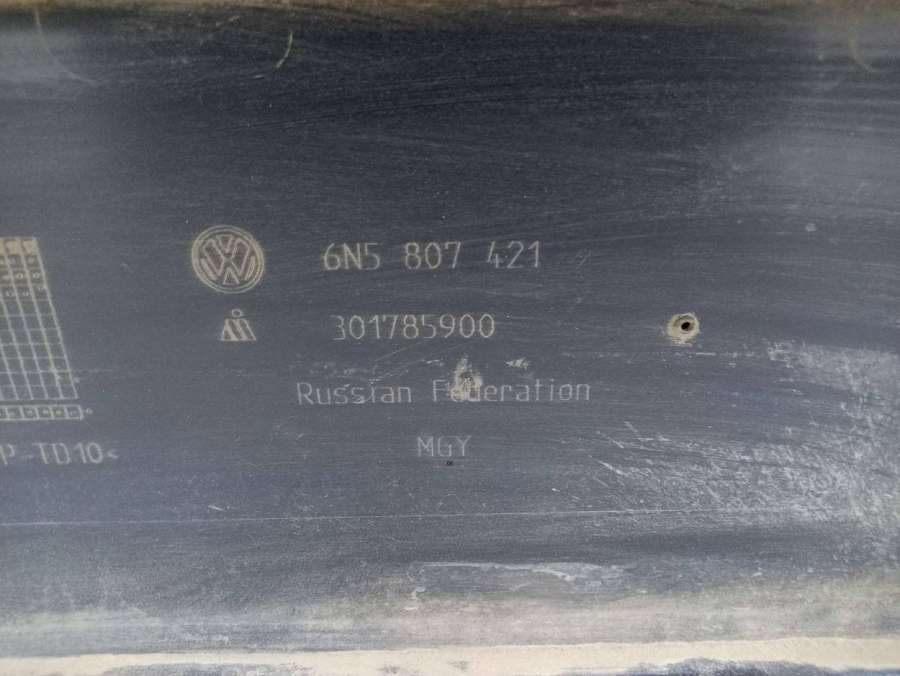 6N5 807 421
301785900
Russian Federation
MGY
P-TD10<